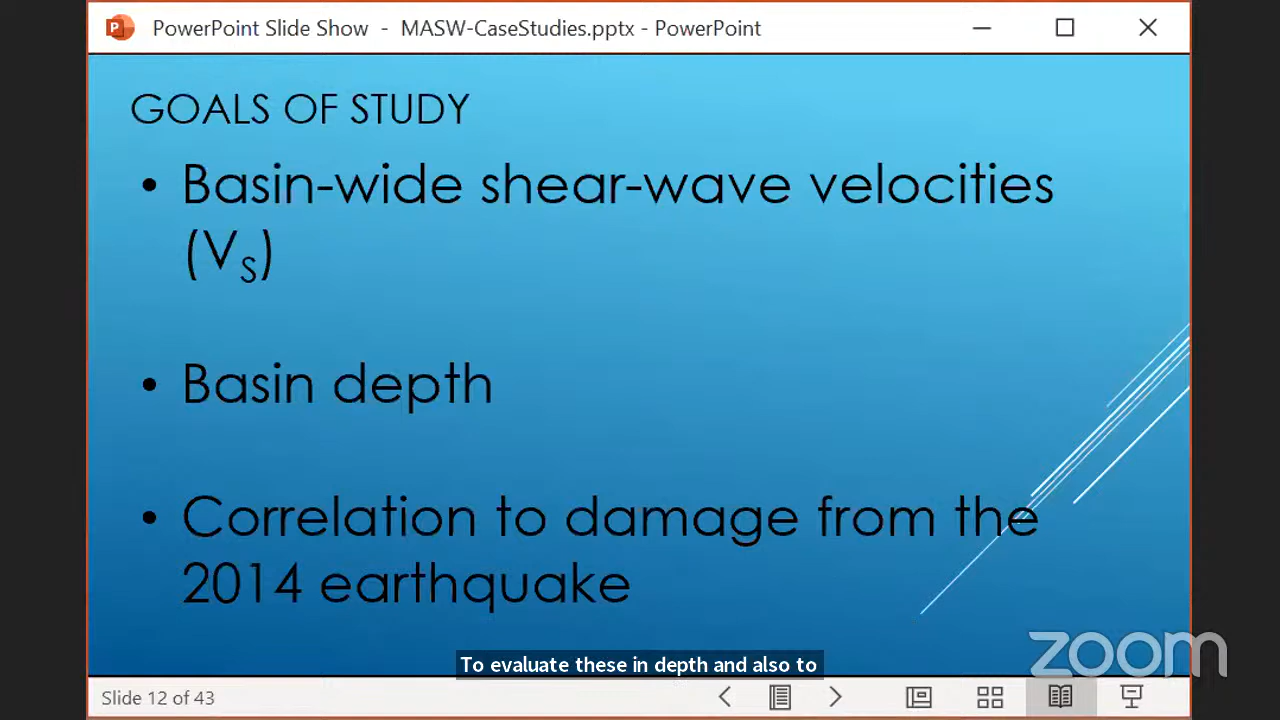 PowerPoint Slide Show - MASW-CaseStudies.pptx - PowerPoint
GOALS OF STUDY
• Basin-wide shear-wave velocities
(VS)
• Basin depth
• Correlation to damage from the
2014 earthquake
To evaluate these in depth and also to
zoom
Slide 12 of 43